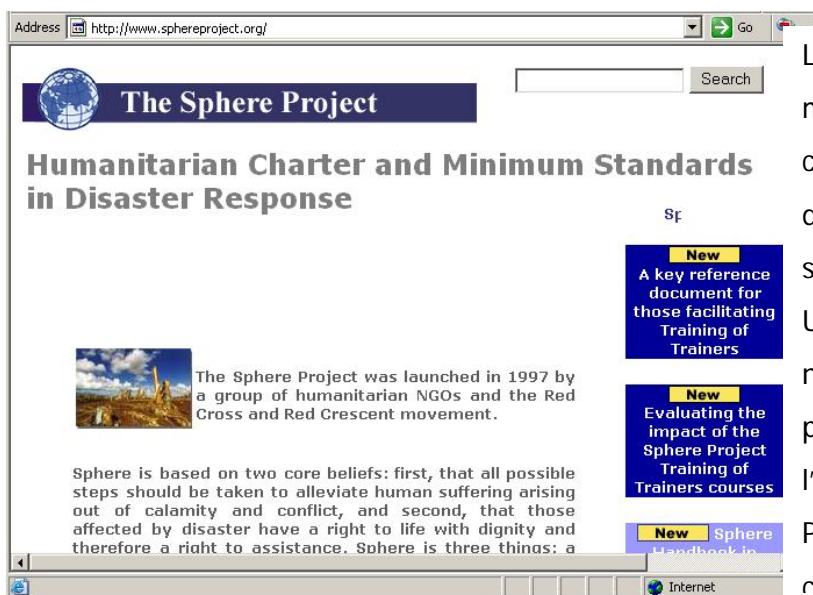 Address http://www.sphereproject.org/ Go
Search
The Sphere Project
Humanitarian Charter and Minimum Standards
in Disaster Response
The Sphere Project was launched in 1997 by
a group of humanitarian NGOs and the Red
Cross and Red Crescent movement.
Sphere is based on two core beliefs: first, that all possible
steps should be taken to alleviate human suffering arising
out of calamity and conflict, and second, that those
affected by disaster have a right to life with dignity and
therefore a right to assistance. Sphere is three things: a
New
A key reference
document for
those facilitating
Training of
Trainers
New
Evaluating the
impact of the
Sphere Project
Training of
Trainers courses
New Sphere
Handbook in
Internet